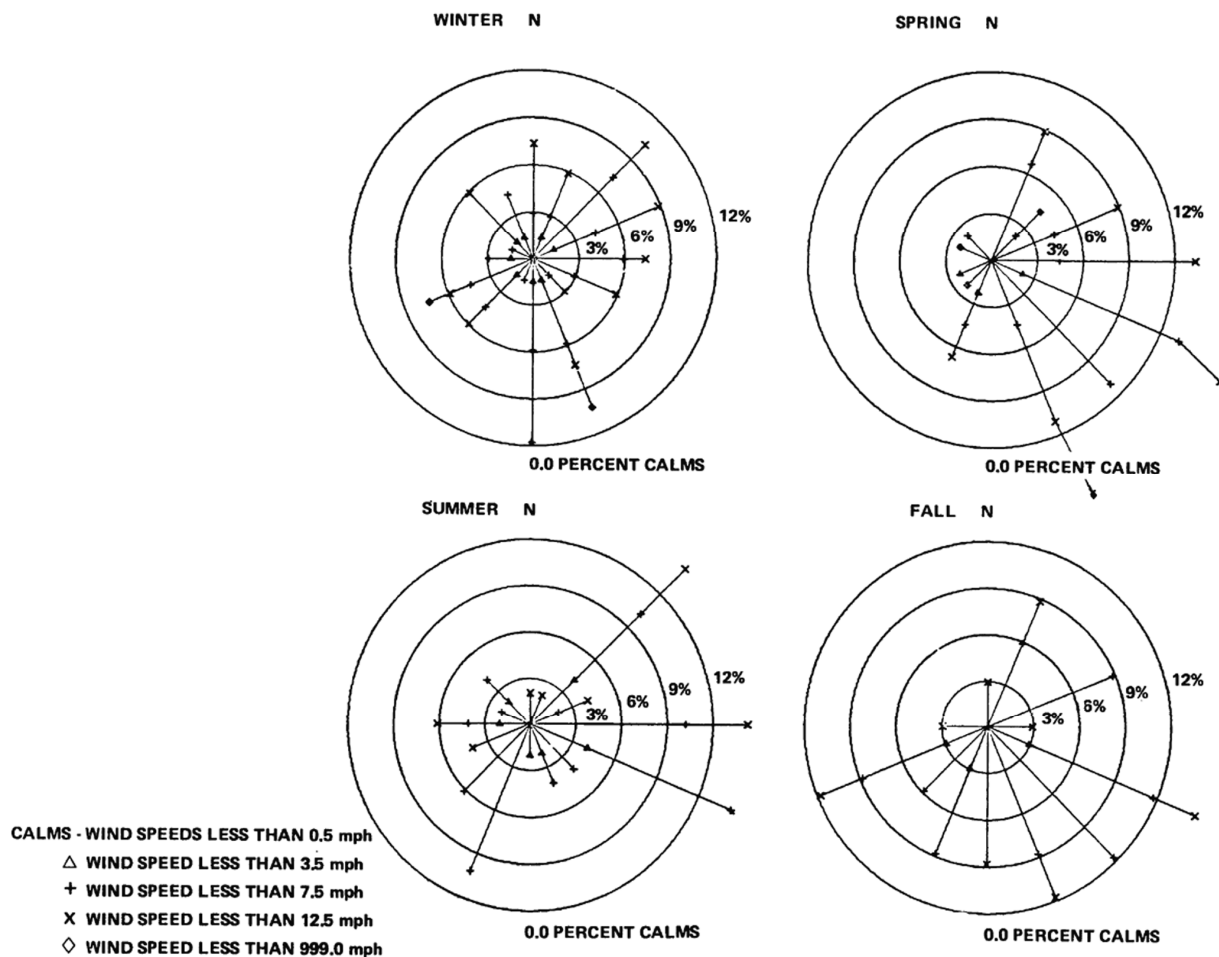 WINTER N
SPRING N
3%
6%
9%
12%
3%
6%
9%
12%
0.0 PERCENT CALMS
0.0 PERCENT CALMS
SUMMER N
FALL N
3%
6%
9%
12%
3%
6%
9%
12%
0.0 PERCENT CALMS
0.0 PERCENT CALMS
CALMS - WIND SPEEDS LESS THAN 0.5 mph
△ WIND SPEED LESS THAN 3.5 mph
+ WIND SPEED LESS THAN 7.5 mph
X WIND SPEED LESS THAN 12.5 mph
◇ WIND SPEED LESS THAN 999.0 mph